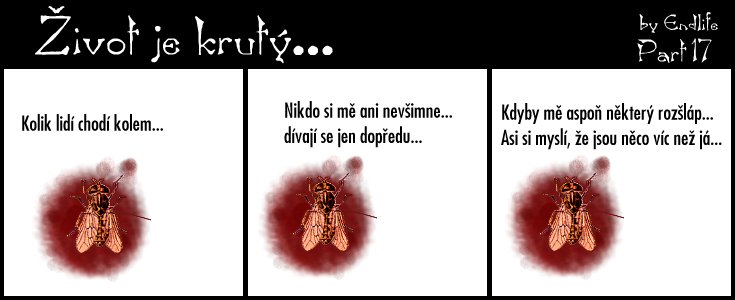 Život je krutý...
by Endlife
Part 17
Kolik lidí chodí kolem...
Nikdo si mě ani nevšimne...
dívají se jen dopředu...
Kdyby mě aspoň některý rozšláp...
Asi si myslí, že jsou něco víc než já...